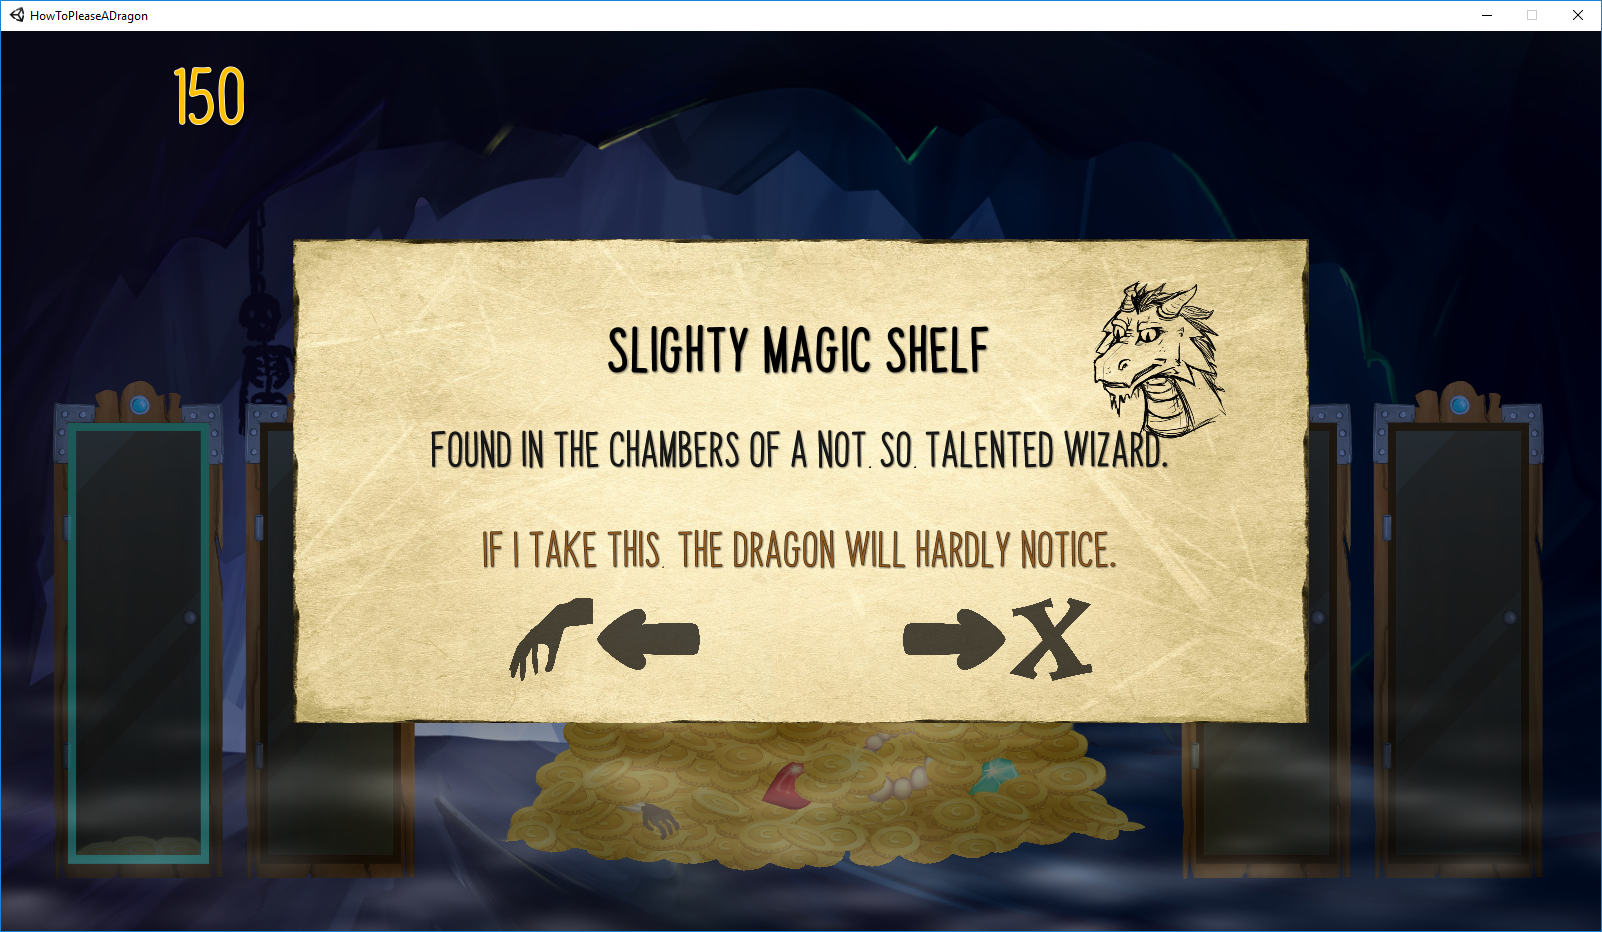 HowToPleaseADragon
150
SLIGHTY MAGIC SHELF
FOUND IN THE CHAMBERS OF A NOT. SO. TALENTED WIZARD.
IF I TAKE THIS. THE DRAGON WILL HARDLY NOTICE.
X